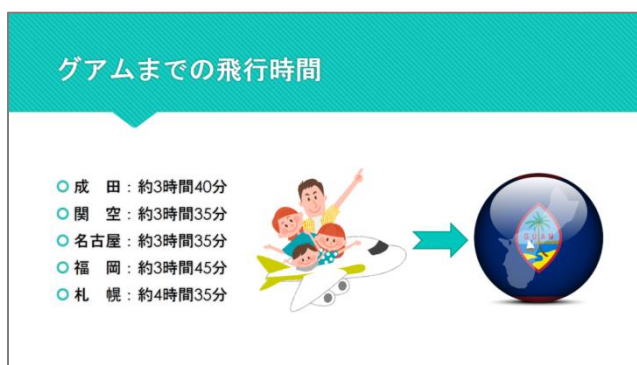 グアムまでの飛行時間
成　田：約3時間40分
関　空：約3時間35分
名古屋：約3時間35分
福　岡：約3時間45分
札　幌：約4時間35分
GUAM